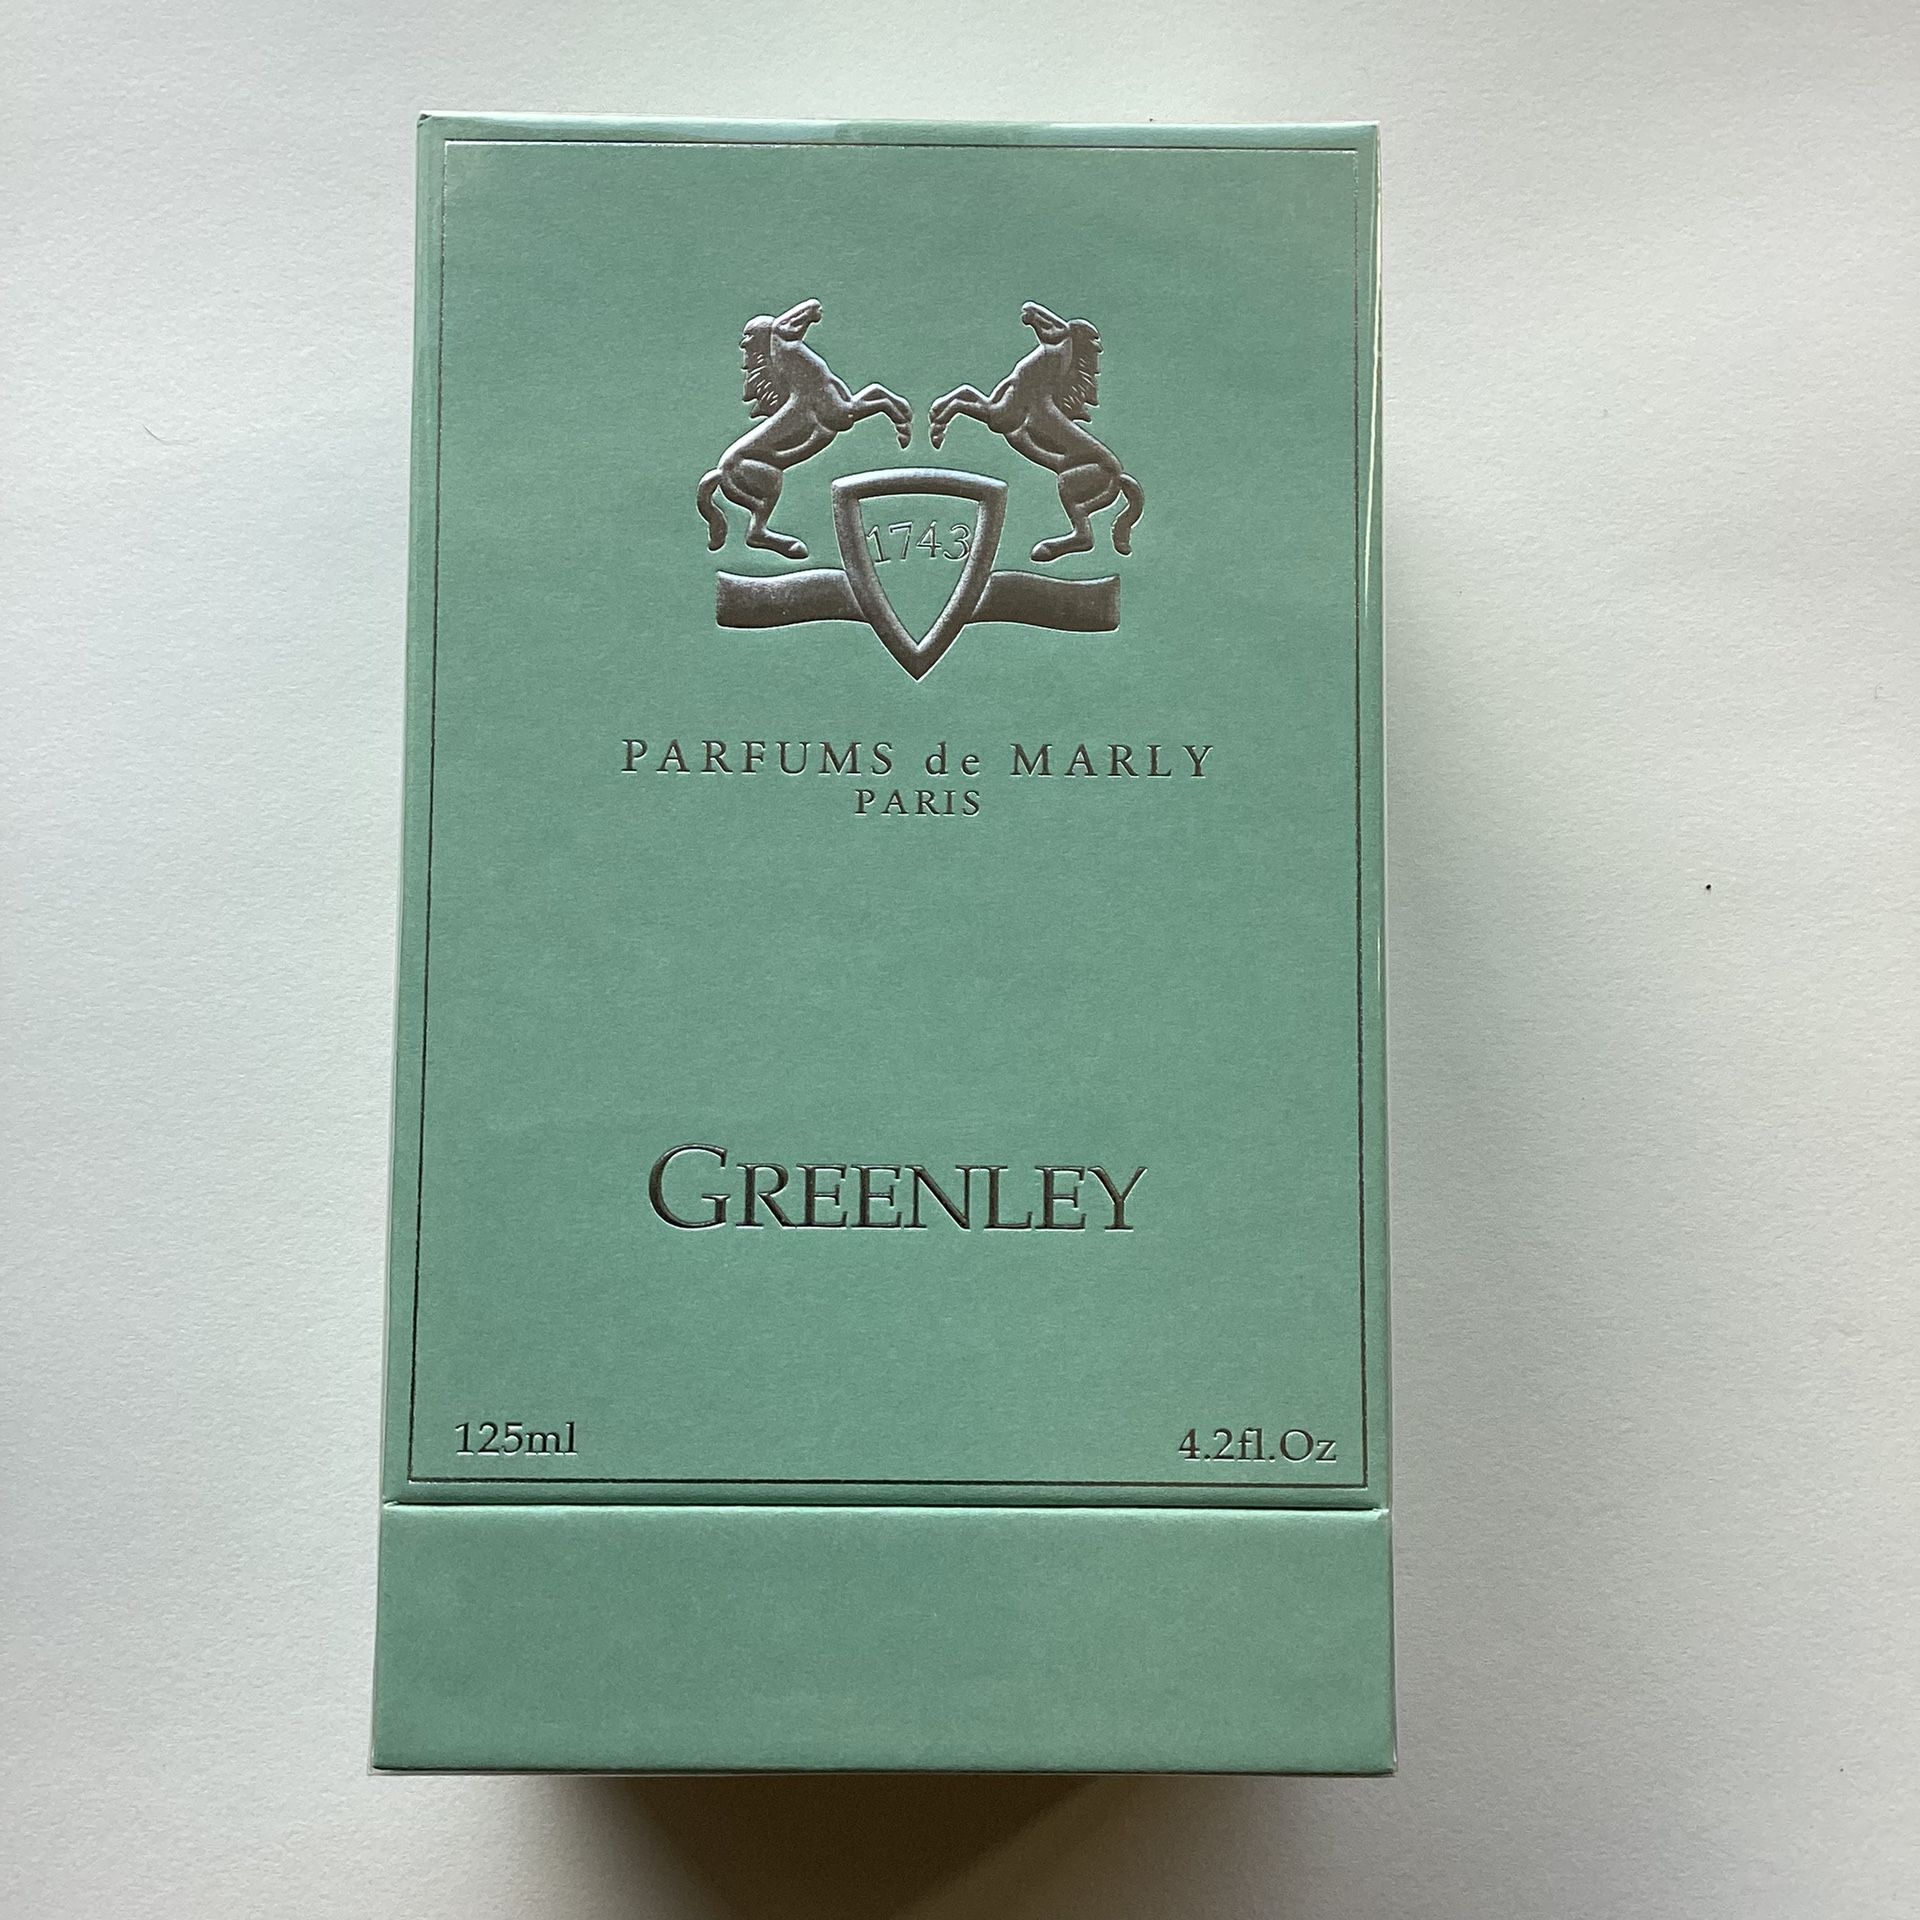 1743
PARFUMS de MARLY
PARIS
GREENLEY
125ml
4.2fl.Oz